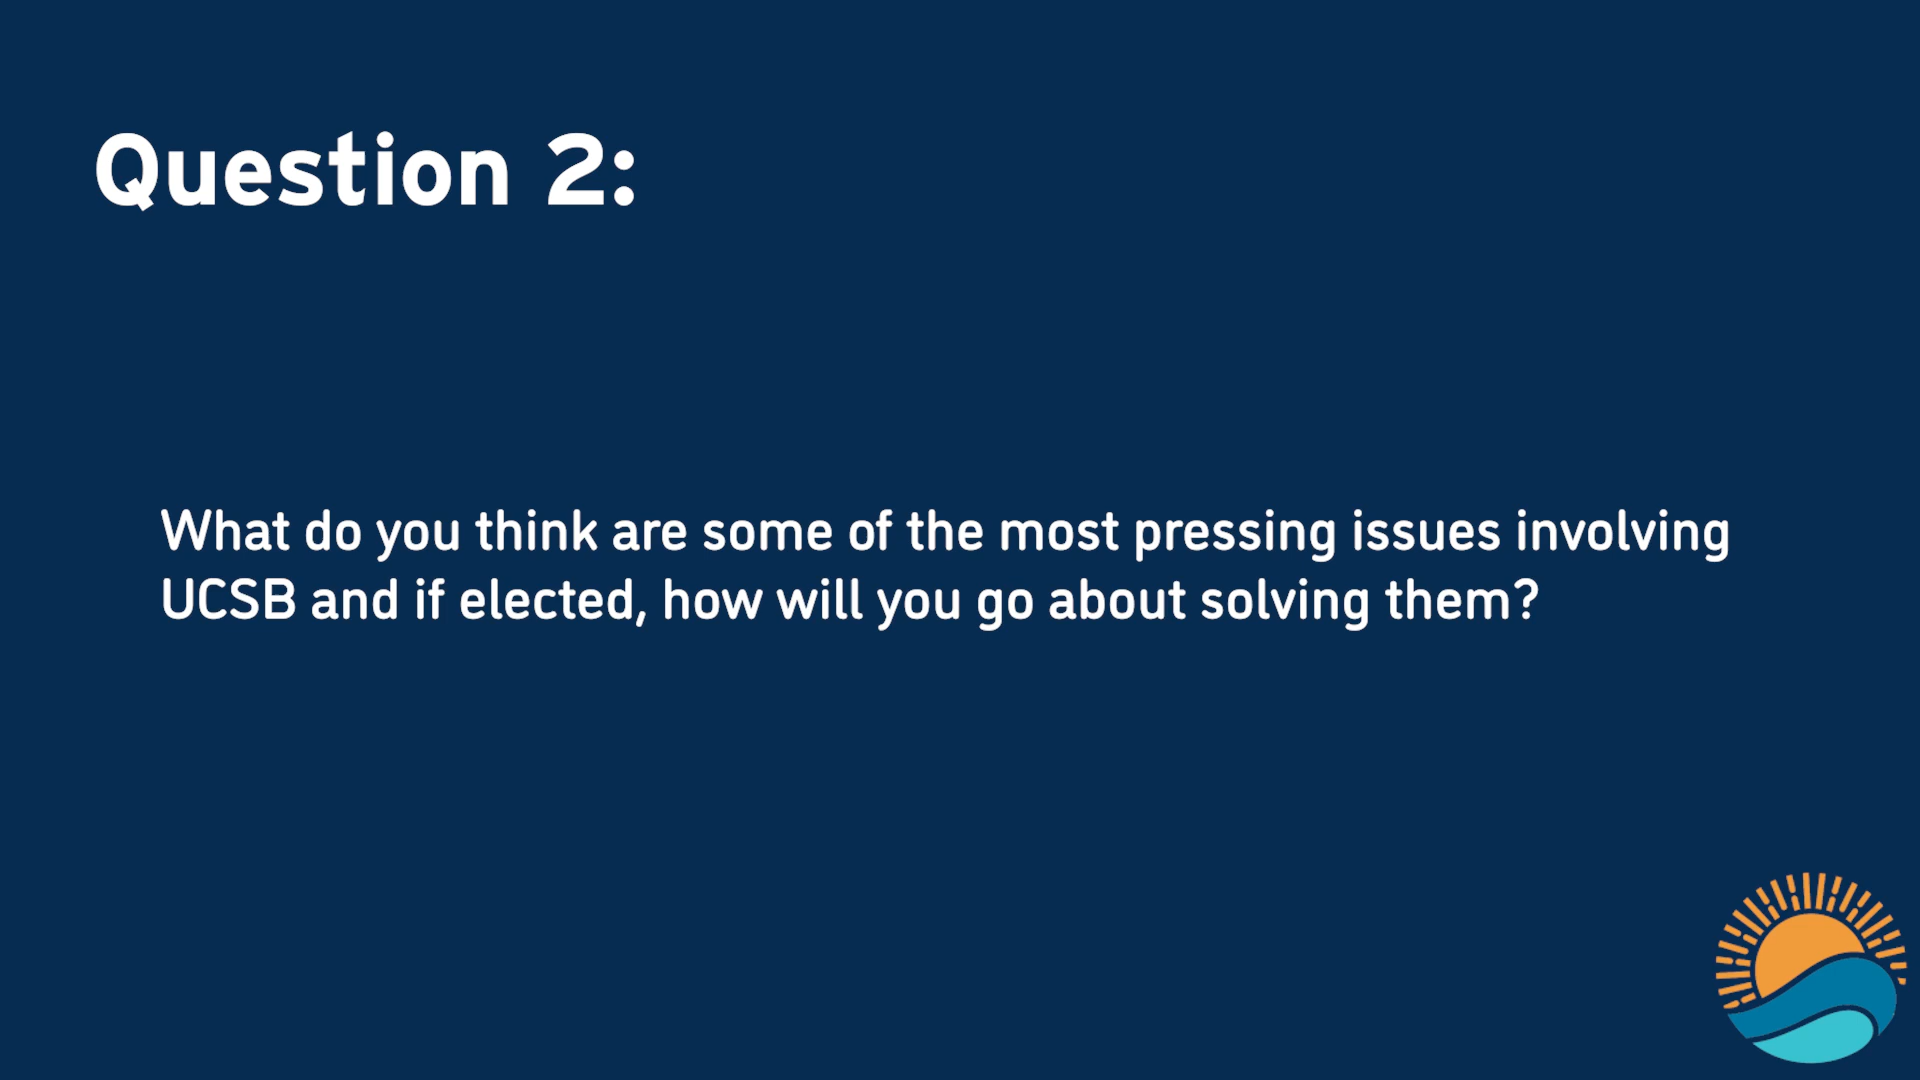 Question 2:
What do you think are some of the most pressing issues involving
UCSB and if elected, how will you go about solving them?